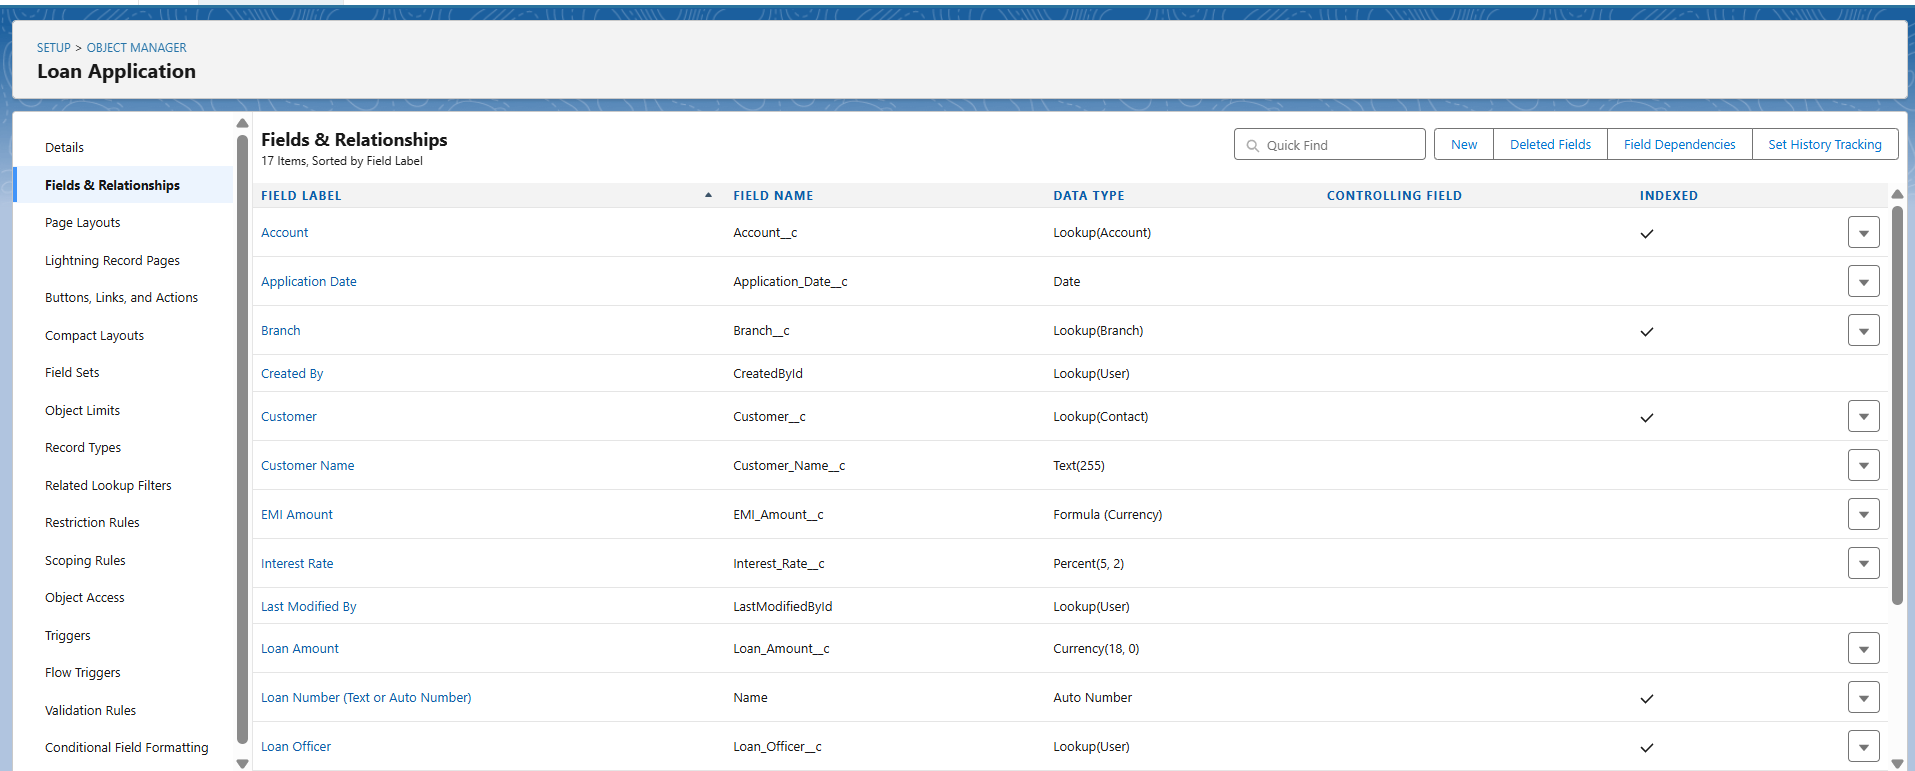 SETUP > OBJECT MANAGER
Loan Application
Details
Fields & Relationships
Page Layouts
Lightning Record Pages
Buttons, Links, and Actions
Compact Layouts
Field Sets
Object Limits
Record Types
Related Lookup Filters
Restriction Rules
Scoping Rules
Object Access
Triggers
Flow Triggers
Validation Rules
Conditional Field Formatting
Fields & Relationships
17 Items, Sorted by Field Label
Quick Find New Deleted Fields Field Dependencies Set History Tracking
FIELD LABEL FIELD NAME DATA TYPE CONTROLLING FIELD INDEXED
Account Account__c Lookup(Account)
Application Date Application_Date__c Date
Branch Branch__c Lookup(Branch)
Created By CreatedById Lookup(User)
Customer Customer__c Lookup(Contact)
Customer Name Customer_Name__c Text(255)
EMI Amount EMI_Amount__c Formula (Currency)
Interest Rate Interest_Rate__c Percent(5, 2)
Last Modified By LastModifiedById Lookup(User)
Loan Amount Loan_Amount__c Currency(18, 0)
Loan Number (Text or Auto Number) Name Auto Number
Loan Officer Loan_Officer__c Lookup(User)